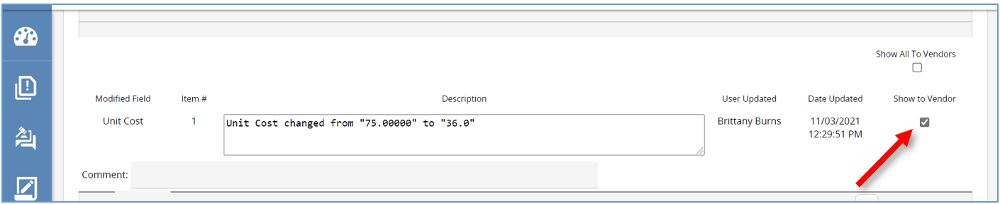 Show All To Vendors
Modified Field Item # Description User Updated Date Updated Show to Vendor
Unit Cost 1 Unit Cost changed from "75.00000" to "36.0" Brittany Burns 11/03/2021
12:29:51 PM
Comment: